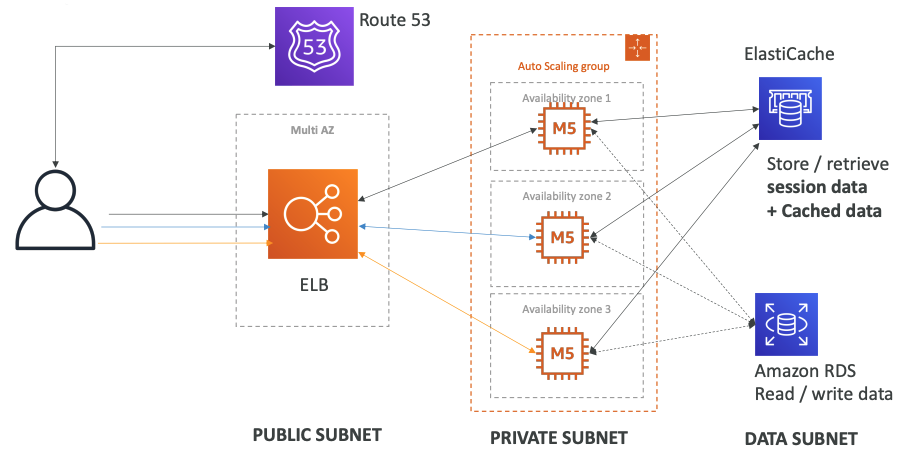 Route 53
53
ElastiCache
Auto Scaling group
Availability zone 1
M5
Multi AZ
Store / retrieve
session data
+ Cached data
Availability zone 2
M5
ELB
Availability zone 3
M5
Amazon RDS
Read / write data
PUBLIC SUBNET
PRIVATE SUBNET
DATA SUBNET